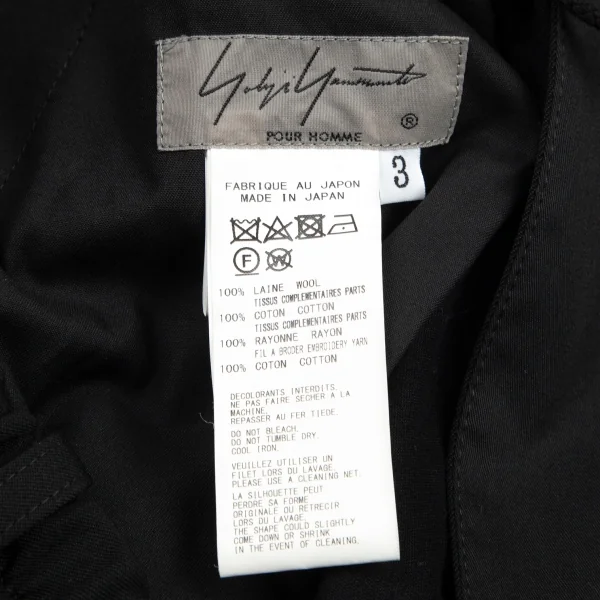 Yohji Yamamoto
®
POUR HOMME
3
FABRIQUE AU JAPON
MADE IN JAPAN
F W
100% LAINE WOOL
TISSUS COMPLEMENTAIRES PARTS
100% COTON COTTON
TISSUS COMPLEMENTAIRES PARTS
100% RAYONNE RAYON
FIL A BRODER EMBROIDERY YARN
100% COTON COTTON
DECOLORANTS INTERDITS.
NE PAS FAIRE SECHER A LA
MACHINE.
REPASSER AU FER TIEDE.
DO NOT BLEACH.
DO NOT TUMBLE DRY.
COOL IRON.
VEUILLEZ UTILISER UN
FILET LORS DU LAVAGE.
PLEASE USE A CLEANING NET.
LA SILHOUETTE PEUT
PERDRE SA FORME
ORIGINALE OU RETRECIR
LORS DU LAVAGE.
THE SHAPE COULD SLIGHTLY
COME DOWN OR SHRINK
IN THE EVENT OF CLEANING.